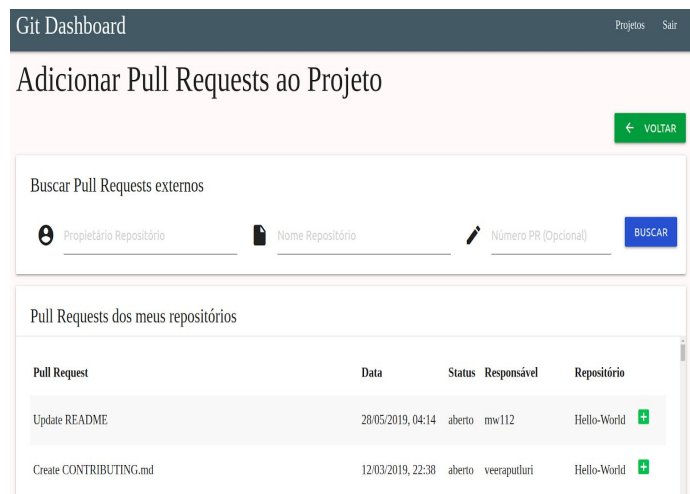 Git Dashboard Projetos Sair
Adicionar Pull Requests ao Projeto
VOLTAR
Buscar Pull Requests externos
Propietário Repositório Nome Repositório Número PR (Opcional) BUSCAR
Pull Requests dos meus repositórios
Pull Request Data Status Responsável Repositório
Update README 28/05/2019, 04:14 aberto mw112 Hello-World
Create CONTRIBUTING.md 12/03/2019, 22:38 aberto veeraputluri Hello-World